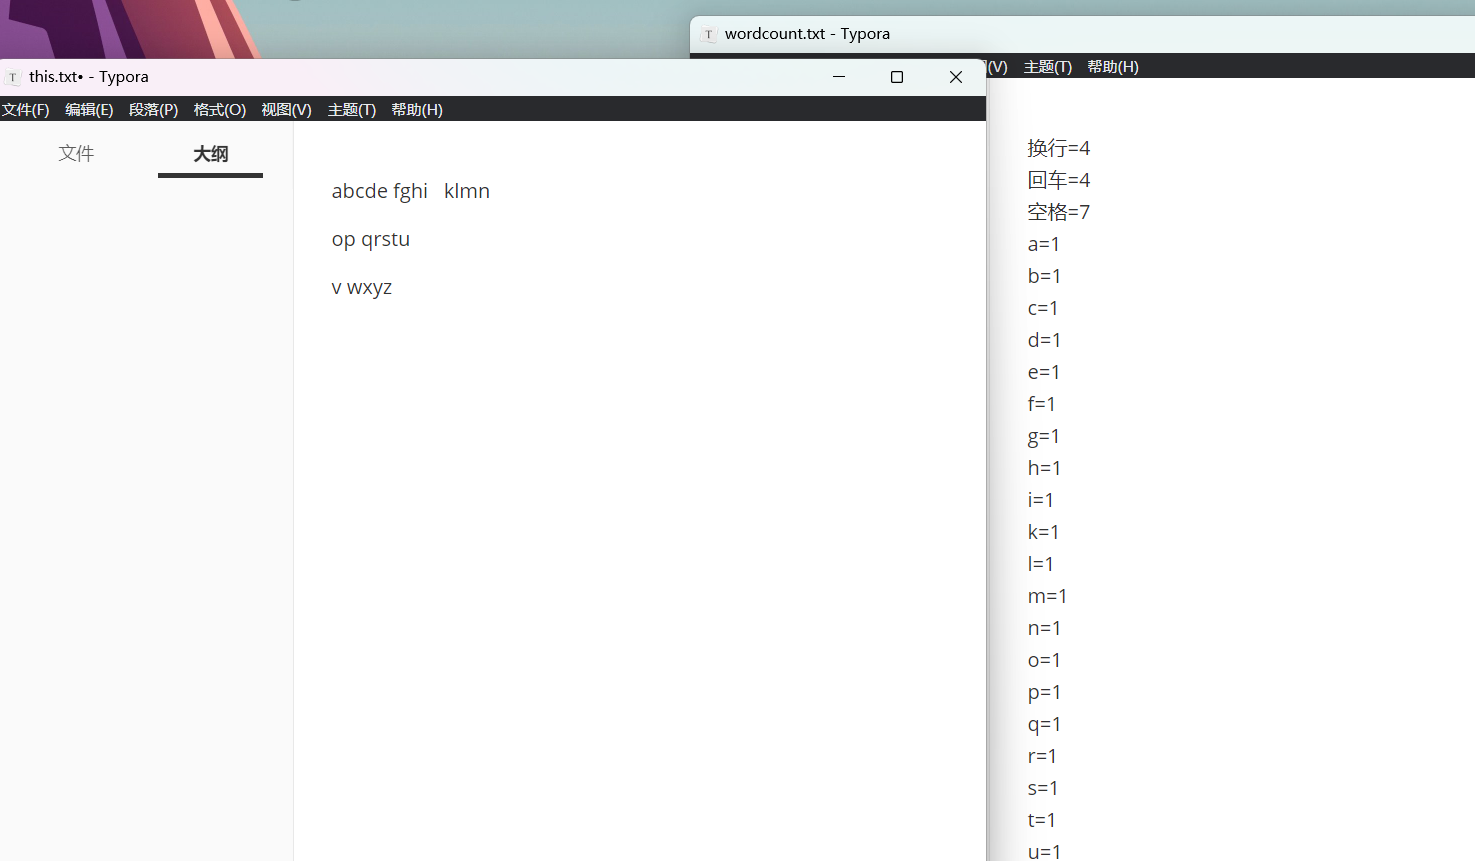 wordcount.txt - Typora
(V) 主题(T) 帮助(H)
this.txt• - Typora
文件(F) 编辑(E) 段落(P) 格式(O) 视图(V) 主题(T) 帮助(H)
文件 大纲
abcde fghi   klmn
op qrstu
v wxyz
换行=4
回车=4
空格=7
a=1
b=1
c=1
d=1
e=1
f=1
g=1
h=1
i=1
k=1
l=1
m=1
n=1
o=1
p=1
q=1
r=1
s=1
t=1
u=1